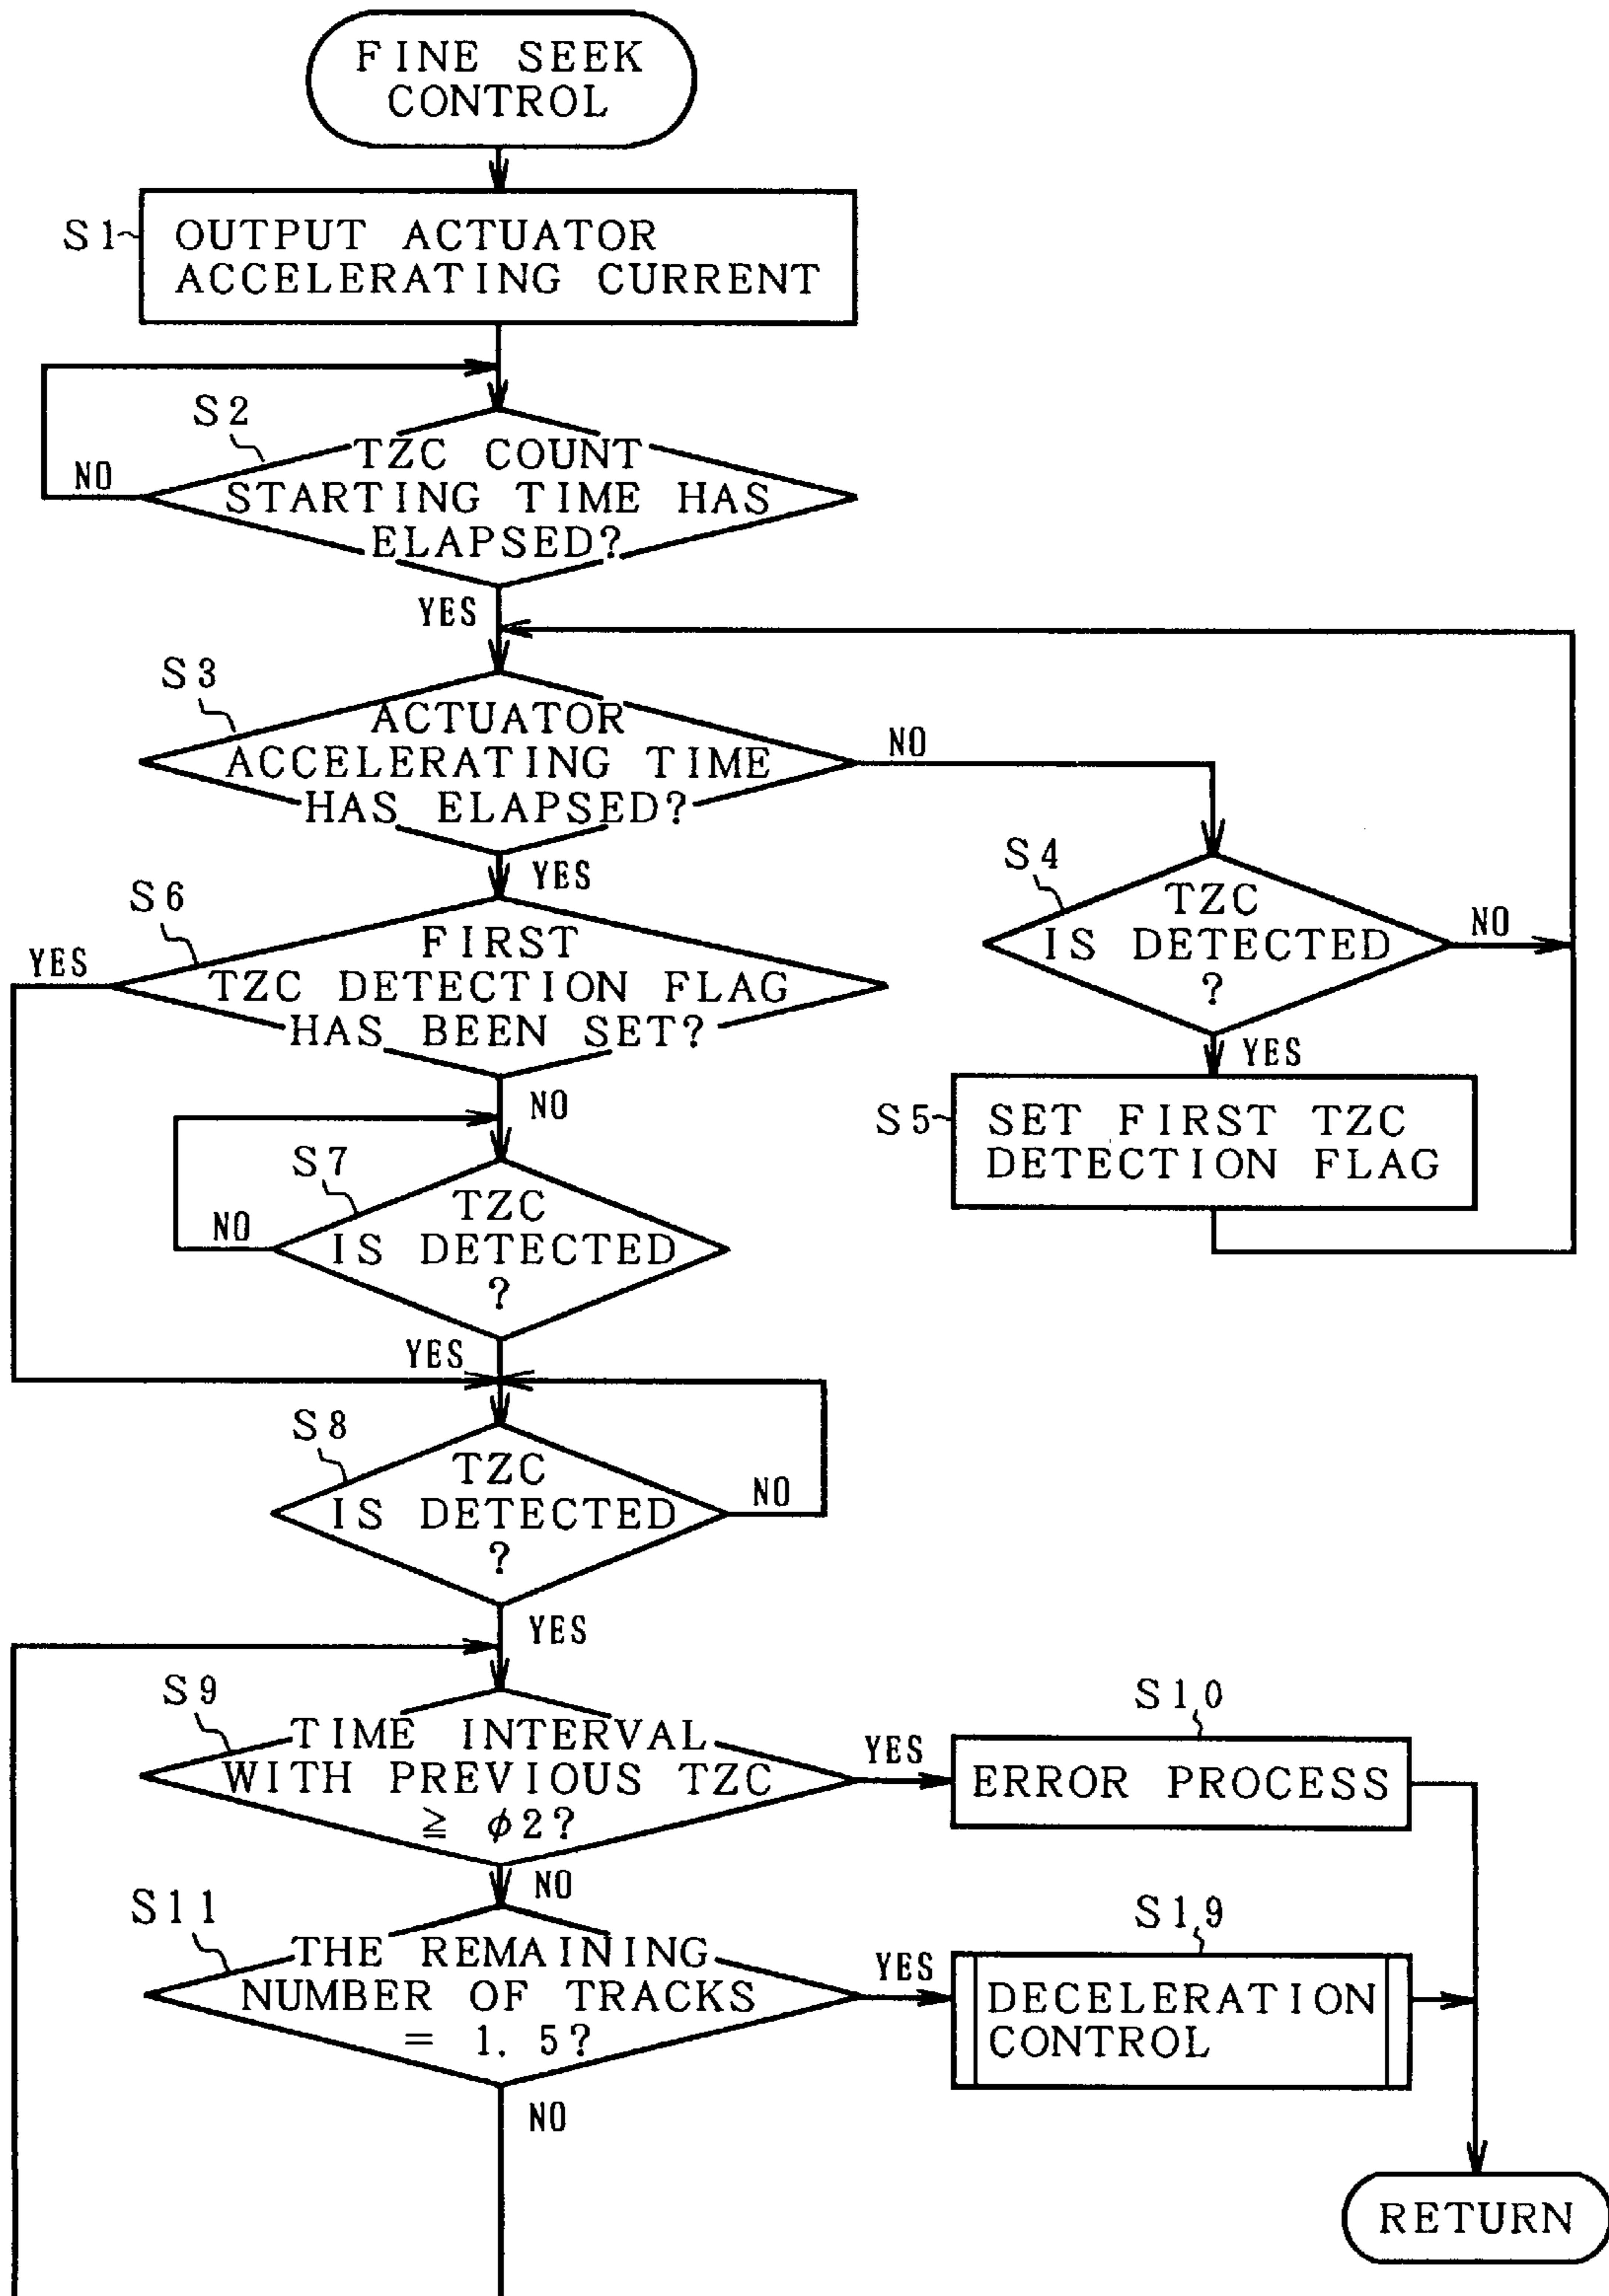 FINE SEEK
CONTROL
S1
OUTPUT ACTUATOR
ACCELERATING CURRENT
S2
TZC COUNT
STARTING TIME HAS
ELAPSED?
NO
YES
S3
ACTUATOR
ACCELERATING TIME
HAS ELAPSED?
NO
YES
S4
TZC
IS DETECTED
?
NO
YES
S5
SET FIRST TZC
DETECTION FLAG
S6
FIRST
TZC DETECTION FLAG
HAS BEEN SET?
YES
NO
S7
TZC
IS DETECTED
?
NO
YES
S8
TZC
IS DETECTED
?
NO
YES
S9
TIME INTERVAL
WITH PREVIOUS TZC
≧ φ2?
YES
NO
S10
ERROR PROCESS
S11
THE REMAINING
NUMBER OF TRACKS
= 1. 5?
YES
NO
S19
DECELERATION
CONTROL
RETURN